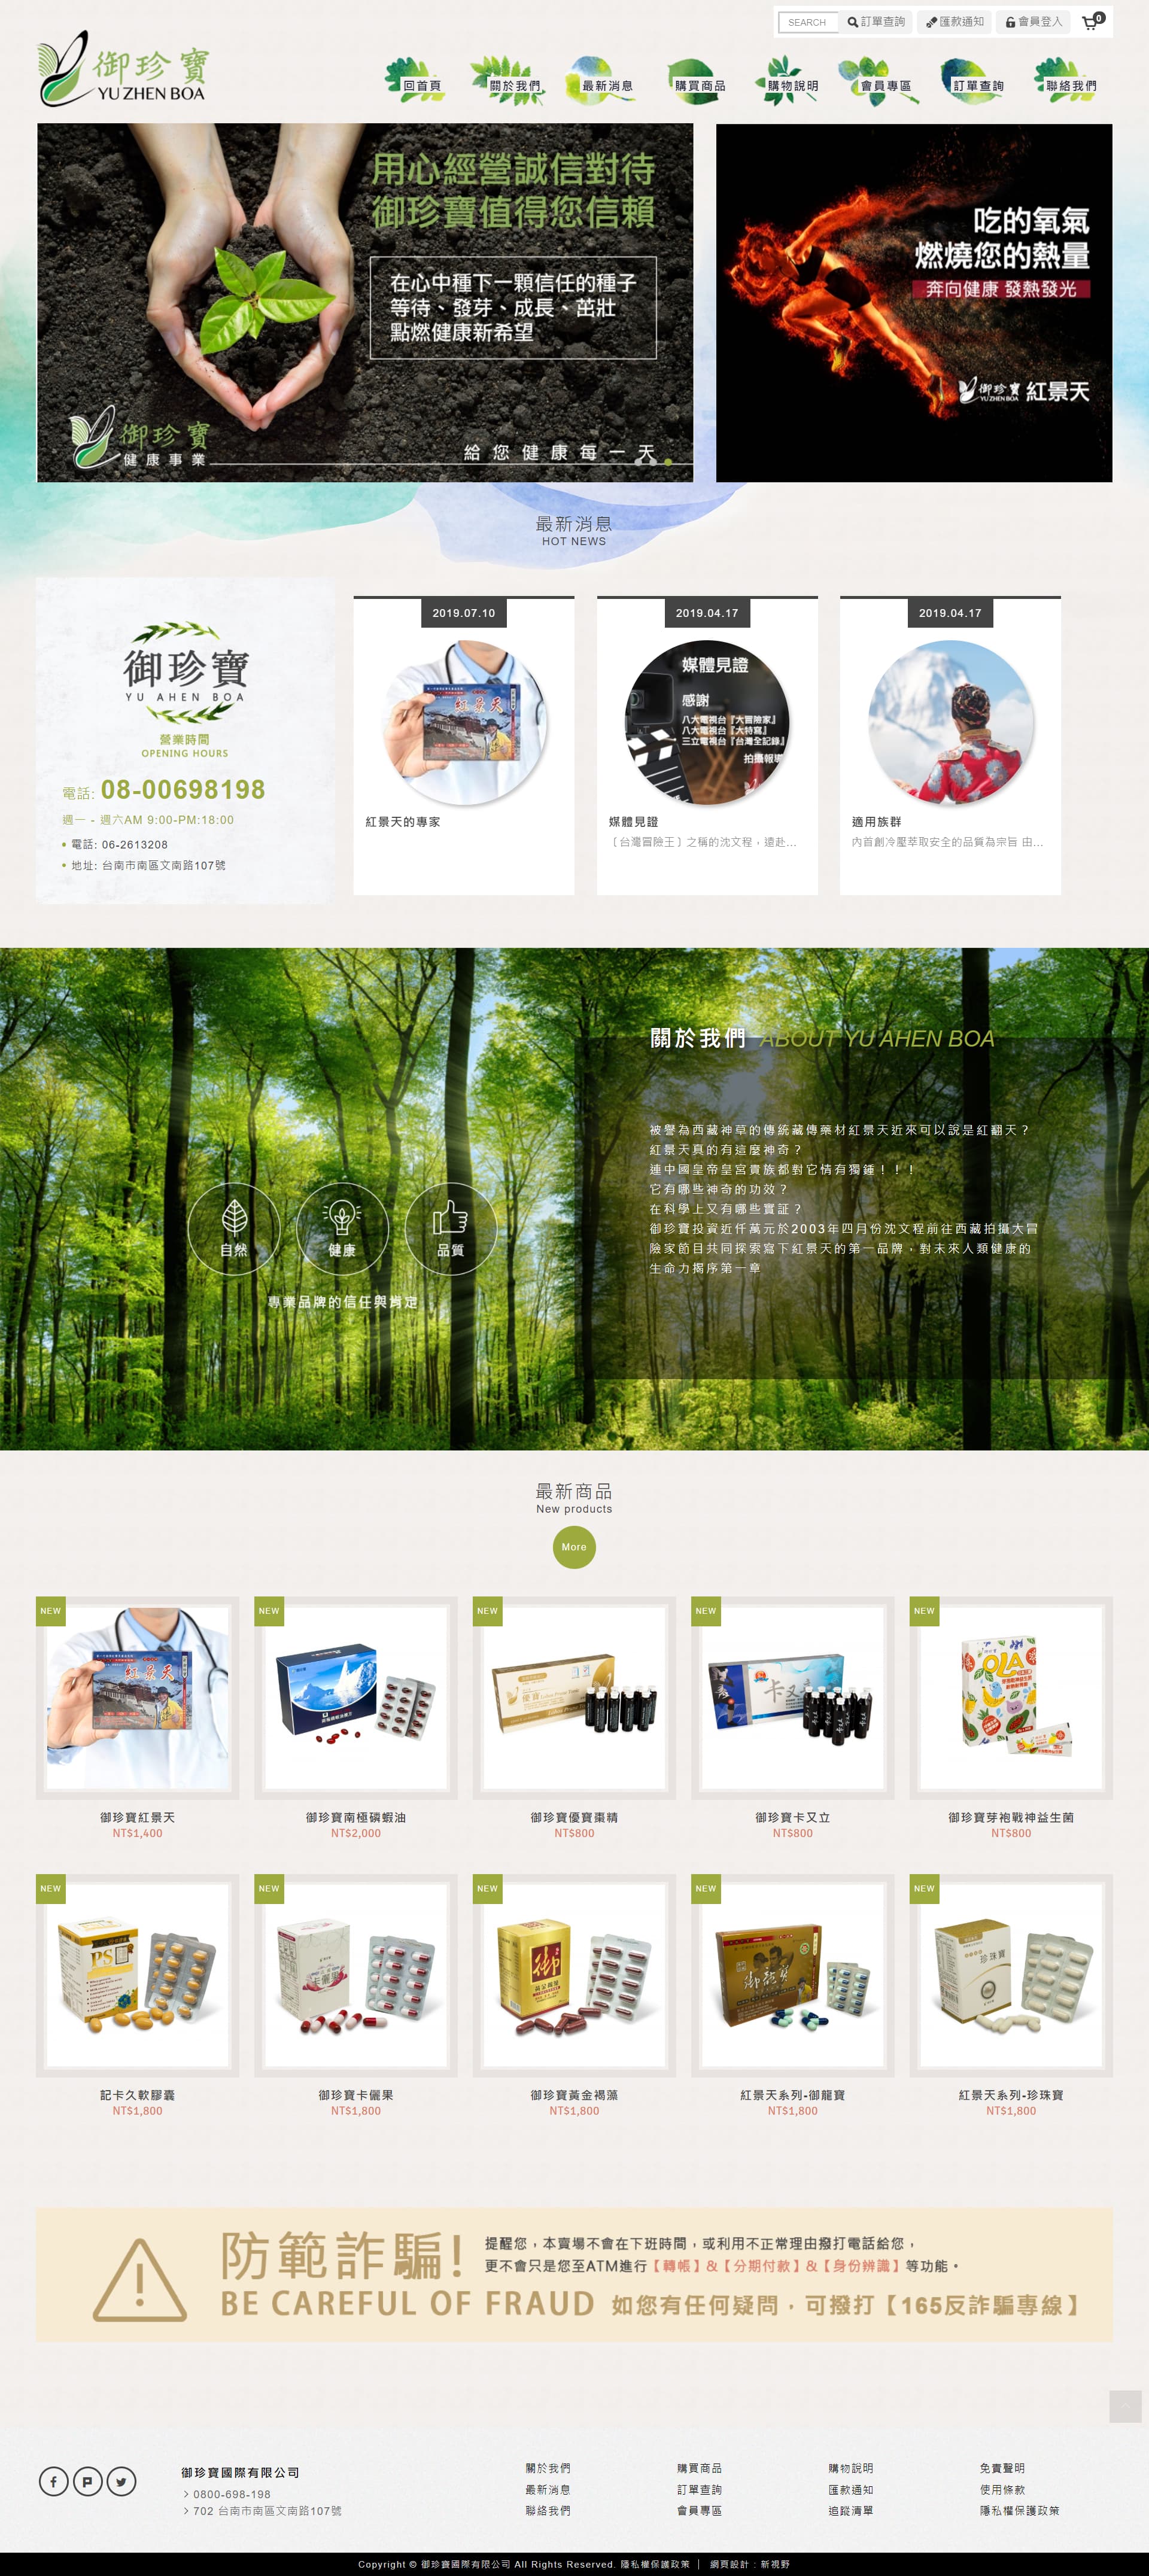 SEARCH
訂單查詢
匯款通知
會員登入
0
御珍寶
YU ZHEN BOA
回首頁
關於我們
最新消息
購買商品
購物說明
會員專區
訂單查詢
聯絡我們
用心經營誠信對待
御珍寶值得您信賴
在心中種下一顆信任的種子
等待、發芽、成長、茁壯
點燃健康新希望
御珍寶
健康事業
給您健康每一天
吃的氧氣
燃燒您的熱量
奔向健康 發熱發光
御珍寶
YU ZHEN BOA
紅景天
最新消息
HOT NEWS
御珍寶
YU AHEN BOA
營業時間
OPENING HOURS
電話: 08-00698198
週一 - 週六AM 9:00-PM:18:00
電話: 06-2613208
地址: 台南市南區文南路107號
2019.07.10
紅景天
紅景天的專家
2019.04.17
媒體見證
感謝
八大電視台『大冒險家』
八大電視台『大特寫』
三立電視台『台灣全記錄』
拍攝報導
媒體見證
〔台灣冒險王〕之稱的沈文程，遠赴...
2019.04.17
適用族群
內首創冷壓萃取安全的品質為宗旨 由...
關於我們 ABOUT YU AHEN BOA
被譽為西藏神草的傳統藏傳藥材紅景天近來可以說是紅翻天？
紅景天真的有這麼神奇？
連中國皇帝皇宮貴族都對它情有獨鍾！！！
它有哪些神奇的功效？
在科學上又有哪些實証？
御珍寶投資近仟萬元於2003年四月份沈文程前往西藏拍攝大冒
險家節目共同探索寫下紅景天的第一品牌，對未來人類健康的
生命力揭序第一章
自然
健康
品質
專業品牌的信任與肯定
最新商品
New products
More
NEW
NEW
NEW
NEW
NEW
紅景天
優寶
卡又立
OLA
御珍寶紅景天
NT$1,400
御珍寶南極磷蝦油
NT$2,000
御珍寶優寶棗精
NT$800
御珍寶卡又立
NT$800
御珍寶芽孢戰神益生菌
NT$800
NEW
NEW
NEW
NEW
NEW
PS
卡儷果
御
黃金褐藻
御龍寶
珍珠寶
記卡久軟膠囊
NT$1,800
御珍寶卡儷果
NT$1,800
御珍寶黃金褐藻
NT$1,800
紅景天系列-御龍寶
NT$1,800
紅景天系列-珍珠寶
NT$1,800
防範詐騙!
提醒您，本賣場不會在下班時間，或利用不正常理由撥打電話給您，
更不會只是您至ATM進行【轉帳】&【分期付款】&【身份辨識】等功能。
BE CAREFUL OF FRAUD 如您有任何疑問，可撥打【165反詐騙專線】
御珍寶國際有限公司
0800-698-198
702 台南市南區文南路107號
關於我們
最新消息
聯絡我們
購買商品
訂單查詢
會員專區
購物說明
匯款通知
追蹤清單
免責聲明
使用條款
隱私權保護政策
Copyright © 御珍寶國際有限公司 All Rights Reserved. 隱私權保護政策 | 網頁設計 : 新視野